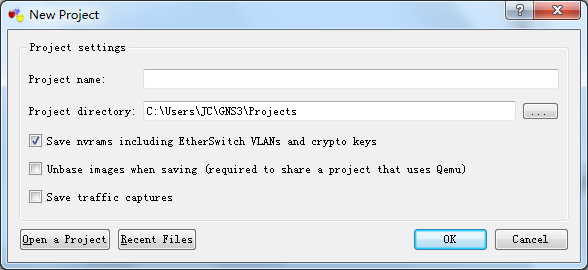 New Project
Project settings
Project name:
Project directory: C:\Users\JC\GNS3\Projects ...
Save nvrams including EtherSwitch VLANs and crypto keys
Unbase images when saving (required to share a project that uses Qemu)
Save traffic captures
Open a Project Recent Files OK Cancel